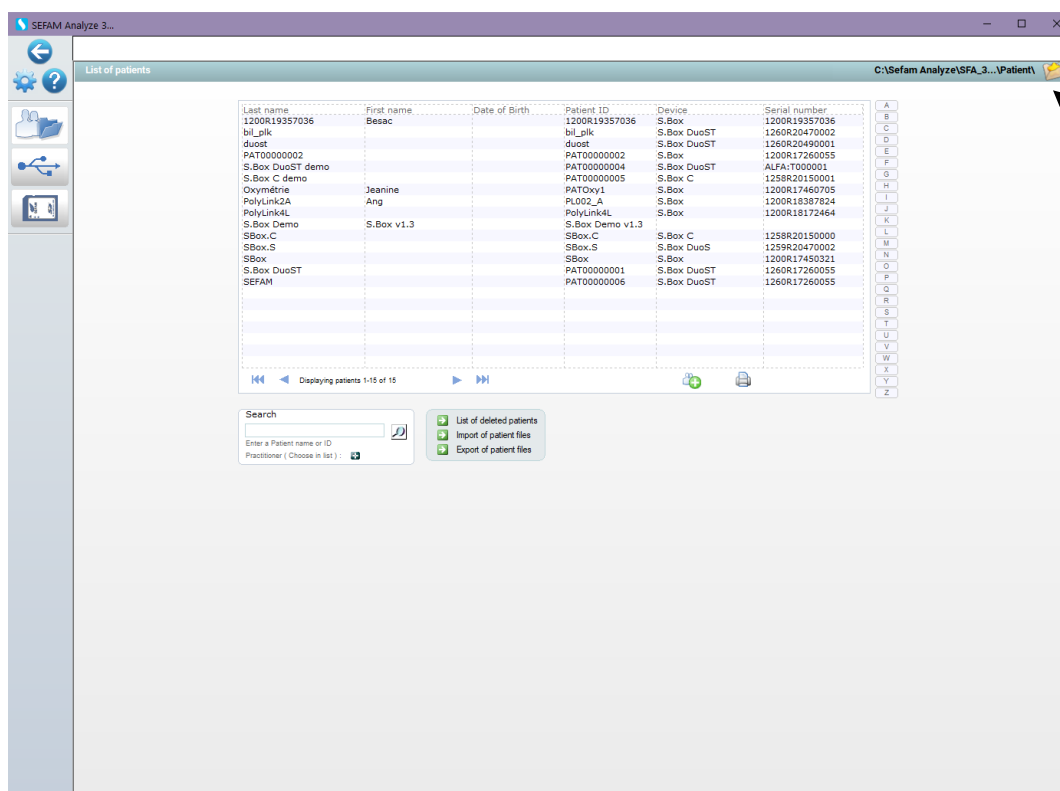 SEFAM Analyze 3...
List of patients C:\Sefam Analyze\SFA_3...\Patient\
Last name First name Date of Birth Patient ID Device Serial number
1200R19357036 Besac 1200R19357036 S.Box 1200R19357036
bil_plk bil_plk S.Box DuoST 1260R20470002
duost duost S.Box DuoST 1260R20490001
PAT00000002 PAT00000002 S.Box 1200R17260055
S.Box DuoST demo PAT00000004 S.Box DuoST ALFA:T000001
S.Box C demo PAT00000005 S.Box C 1258R20150001
Oxymétrie Jeanine PATOxy1 S.Box 1200R17460705
PolyLink2A Ang PL002_A S.Box 1200R18387824
PolyLink4L PolyLink4L S.Box 1200R18172464
S.Box Demo S.Box v1.3 S.Box Demo v1.3
SBox.C SBox.C S.Box C 1258R20150000
SBox.S SBox.S S.Box DuoS 1259R20470002
SBox SBox S.Box 1200R17450321
S.Box DuoST PAT00000001 S.Box DuoST 1260R17260055
SEFAM PAT00000006 S.Box DuoST 1260R17260055
A
B
C
D
E
F
G
H
I
J
K
L
M
N
O
P
Q
R
S
T
U
V
W
X
Y
Z
Displaying patients 1-15 of 15
Search
Enter a Patient name or ID
Practitioner ( Choose in list ) :
List of deleted patients
Import of patient files
Export of patient files